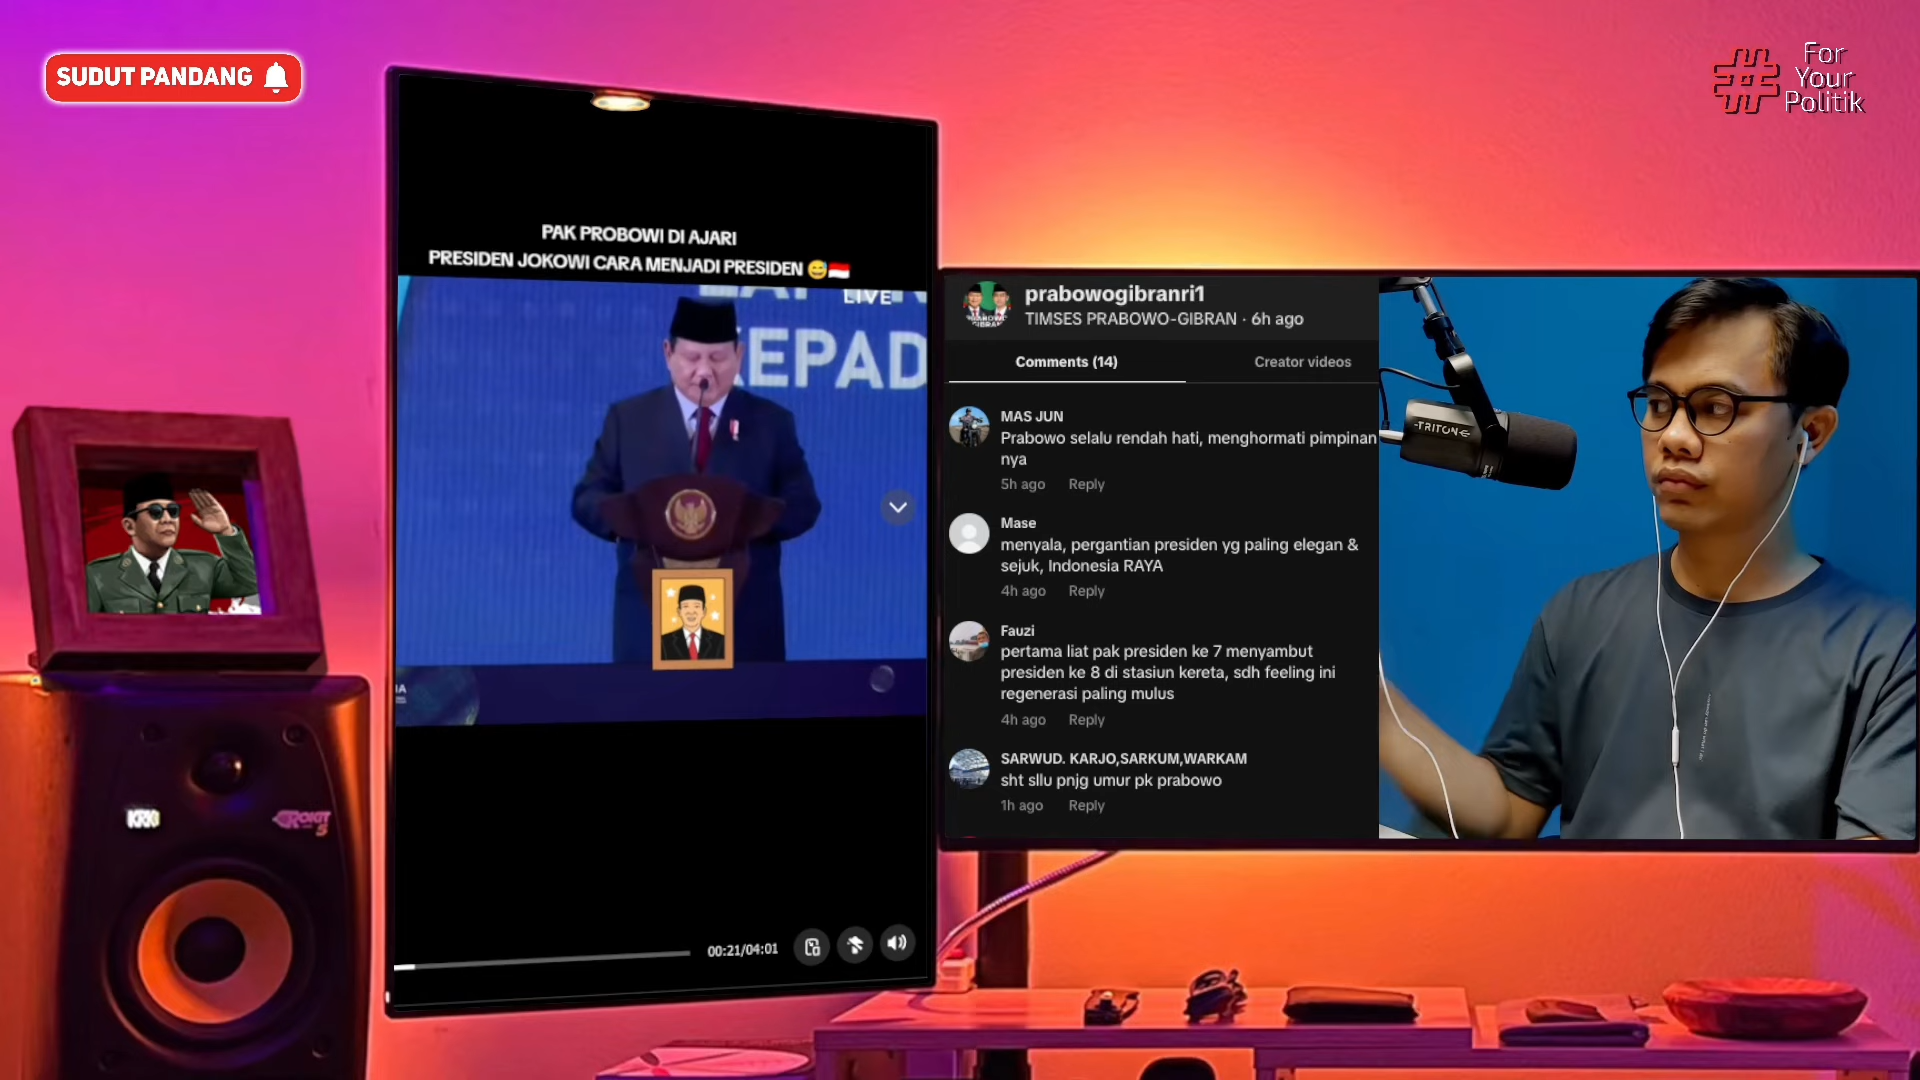 SUDUT PANDANG
For
Your
Politik
PAK PROBOWI DI AJARI
PRESIDEN JOKOWI CARA MENJADI PRESIDEN 😅🇮🇩
LIVE
KEPAD
00:21/04:01
prabowogibranri1
TIMSES PRABOWO-GIBRAN · 6h ago
Comments (14)
Creator videos
MAS JUN
Prabowo selalu rendah hati, menghormati pimpinan
nya
5h ago Reply
Mase
menyala, pergantian presiden yg paling elegan &
sejuk, Indonesia RAYA
4h ago Reply
Fauzi
pertama liat pak presiden ke 7 menyambut
presiden ke 8 di stasiun kereta, sdh feeling ini
regenerasi paling mulus
4h ago Reply
SARWUD. KARJO,SARKUM,WARKAM
sht sllu pnjg umur pk prabowo
1h ago Reply
TRITON
KRK
ROKIT
5